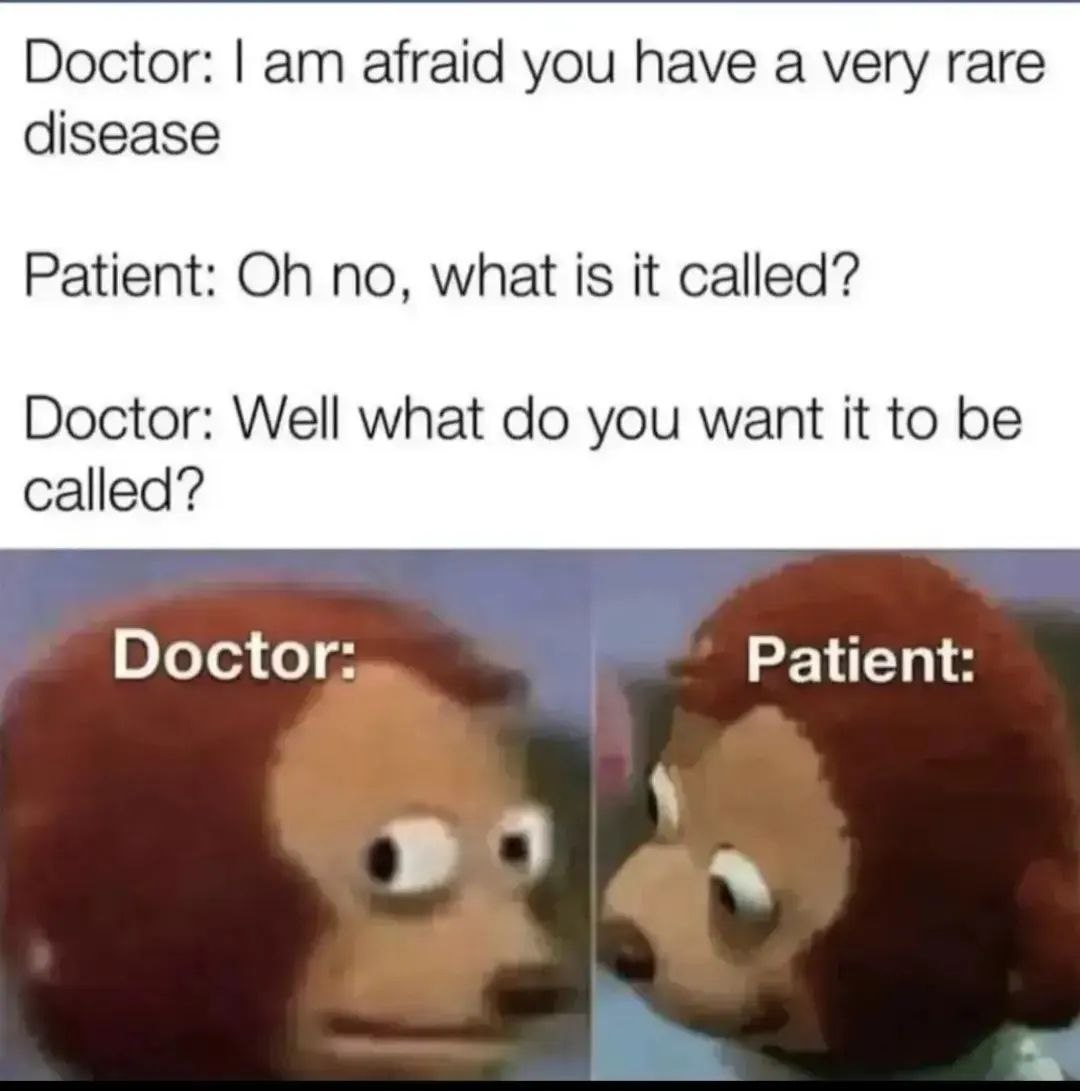 Doctor: I am afraid you have a very rare
disease
Patient: Oh no, what is it called?
Doctor: Well what do you want it to be
called?
Doctor:
Patient: